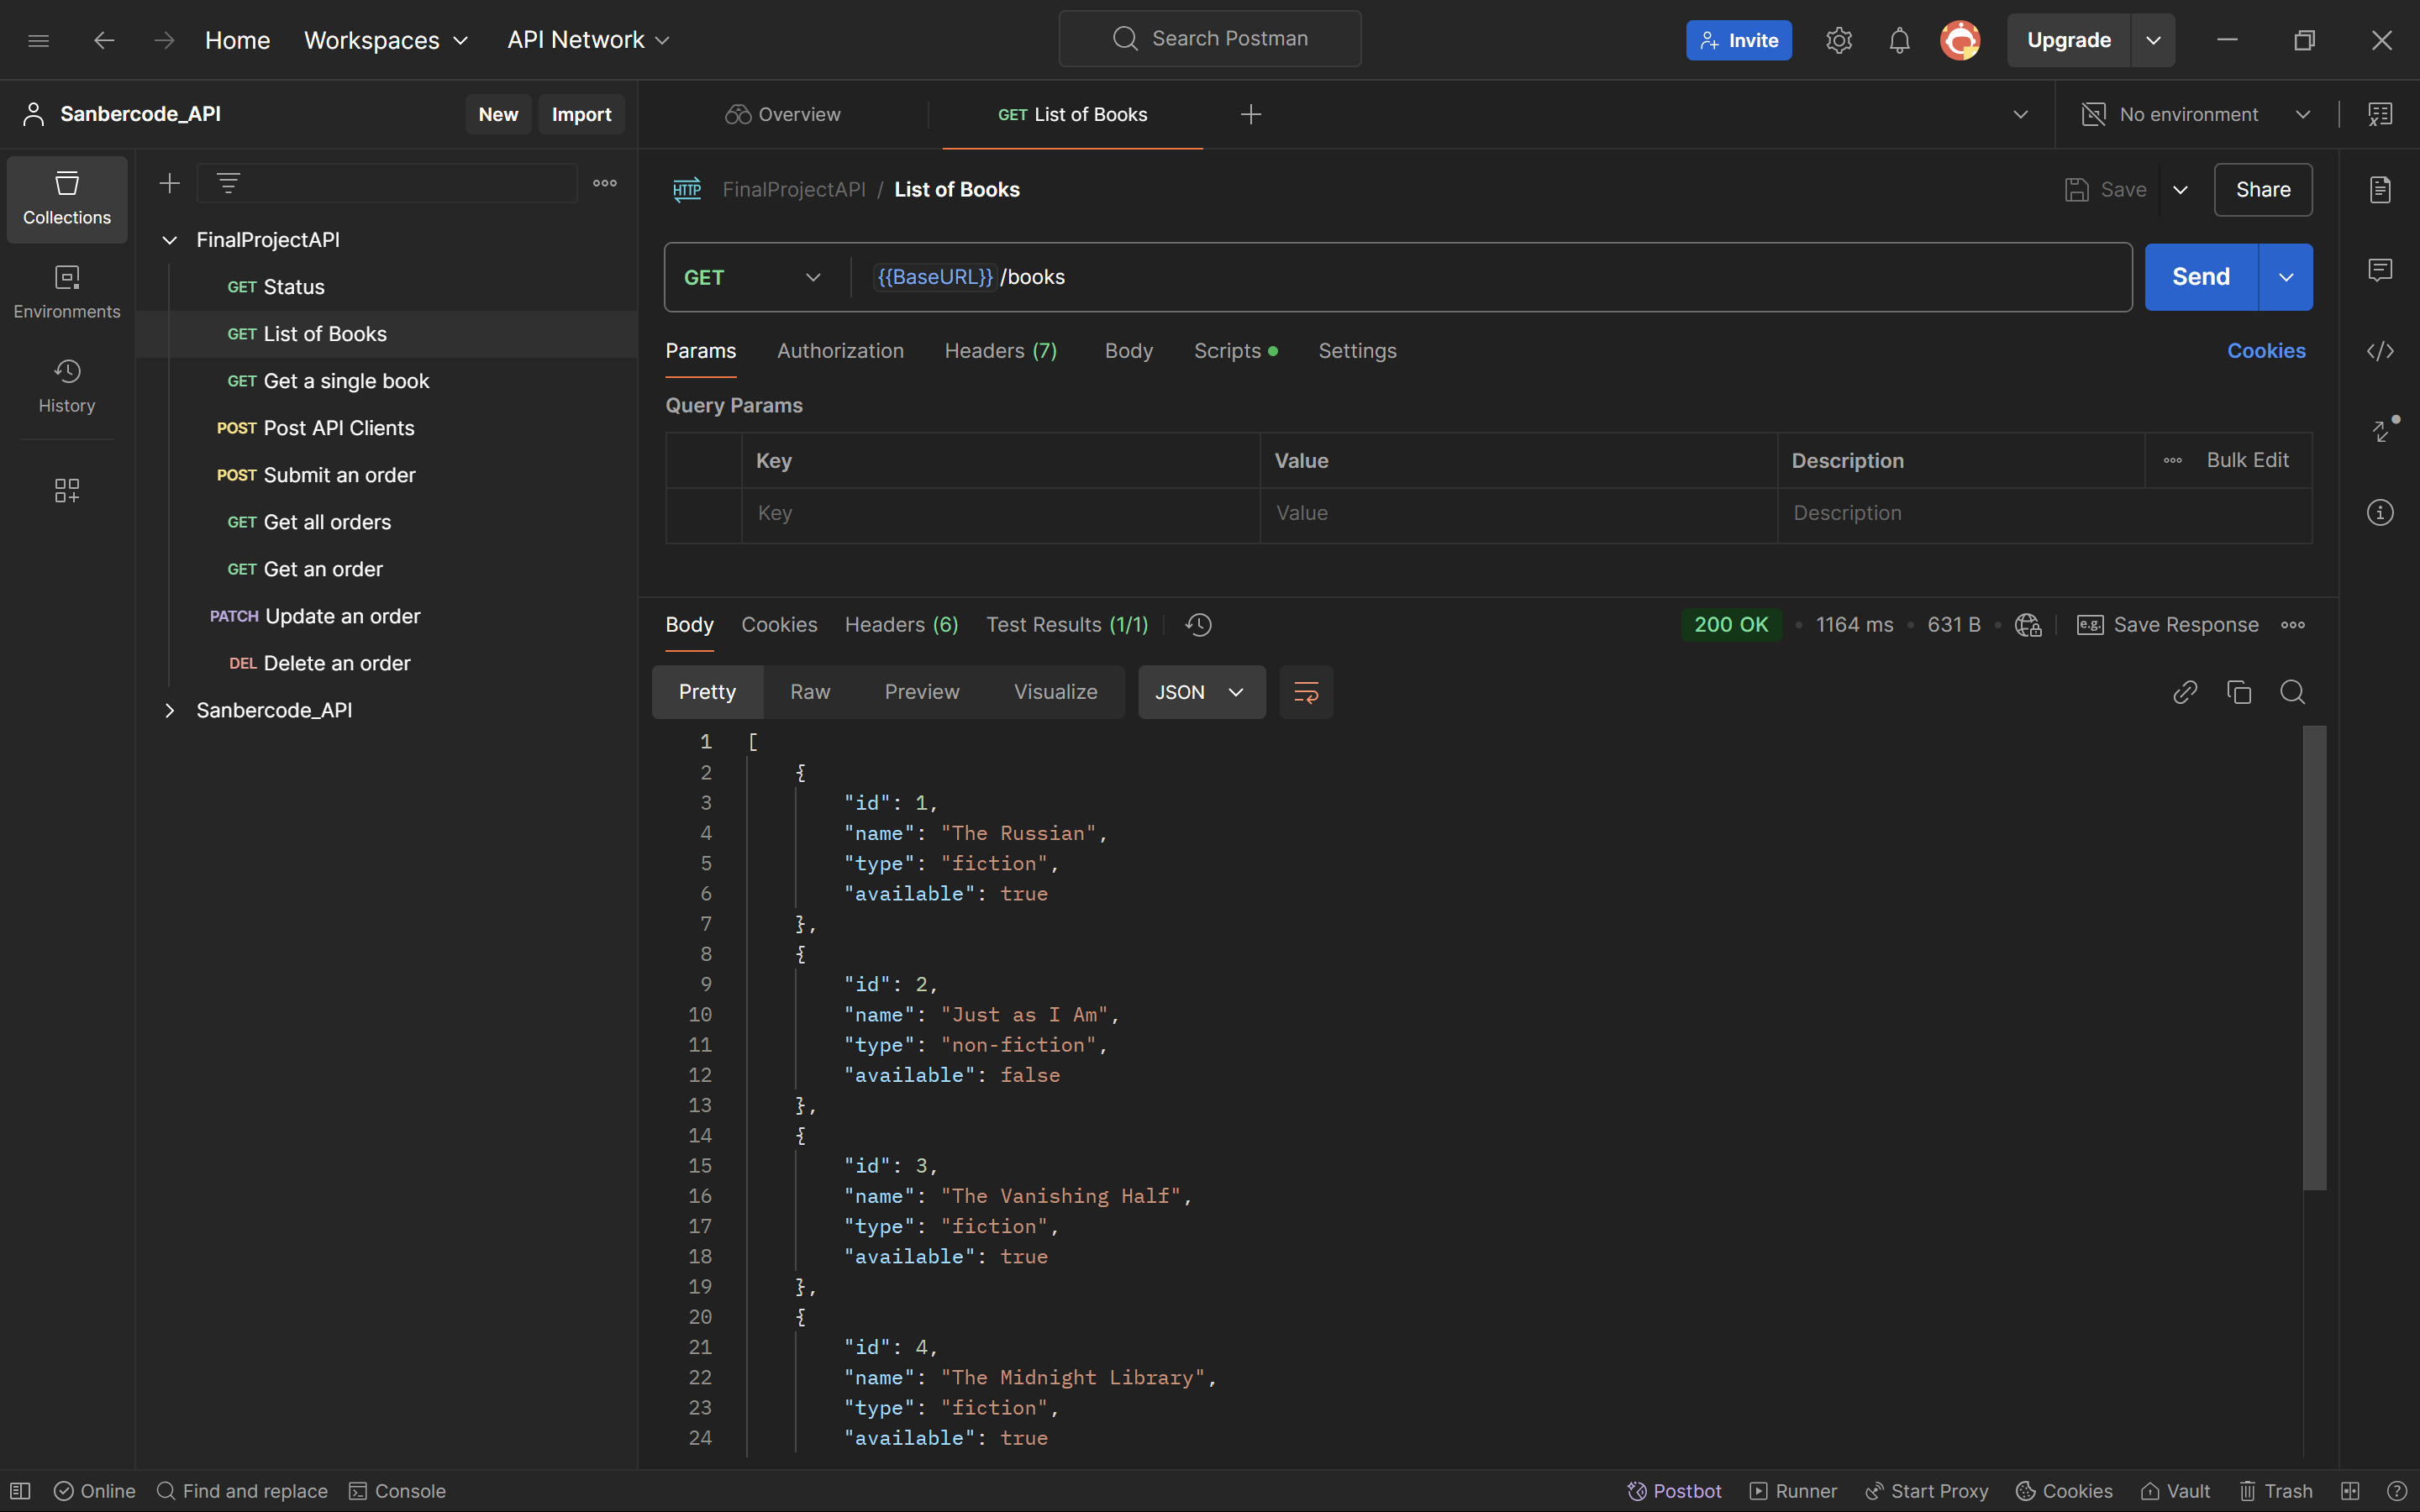 Home Workspaces API Network Search Postman Invite Upgrade
Sanbercode_API New Import
Overview GET List of Books No environment
Collections
Environments
History
FinalProjectAPI
GET Status
GET List of Books
GET Get a single book
POST Post API Clients
POST Submit an order
GET Get all orders
GET Get an order
PATCH Update an order
DEL Delete an order
Sanbercode_API
HTTP FinalProjectAPI / List of Books Save Share
GET {{BaseURL}}/books Send
Params Authorization Headers (7) Body Scripts Settings Cookies
Query Params
Key Value Description Bulk Edit
Key Value Description
Body Cookies Headers (6) Test Results (1/1) 200 OK • 1164 ms • 631 B • e.g. Save Response
Pretty Raw Preview Visualize JSON
1 [
2 {
3 "id": 1,
4 "name": "The Russian",
5 "type": "fiction",
6 "available": true
7 },
8 {
9 "id": 2,
10 "name": "Just as I Am",
11 "type": "non-fiction",
12 "available": false
13 },
14 {
15 "id": 3,
16 "name": "The Vanishing Half",
17 "type": "fiction",
18 "available": true
19 },
20 {
21 "id": 4,
22 "name": "The Midnight Library",
23 "type": "fiction",
24 "available": true
Online Find and replace Console Postbot Runner Start Proxy Cookies Vault Trash